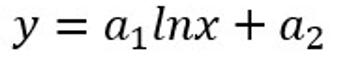 y = a₁lnx + a₂